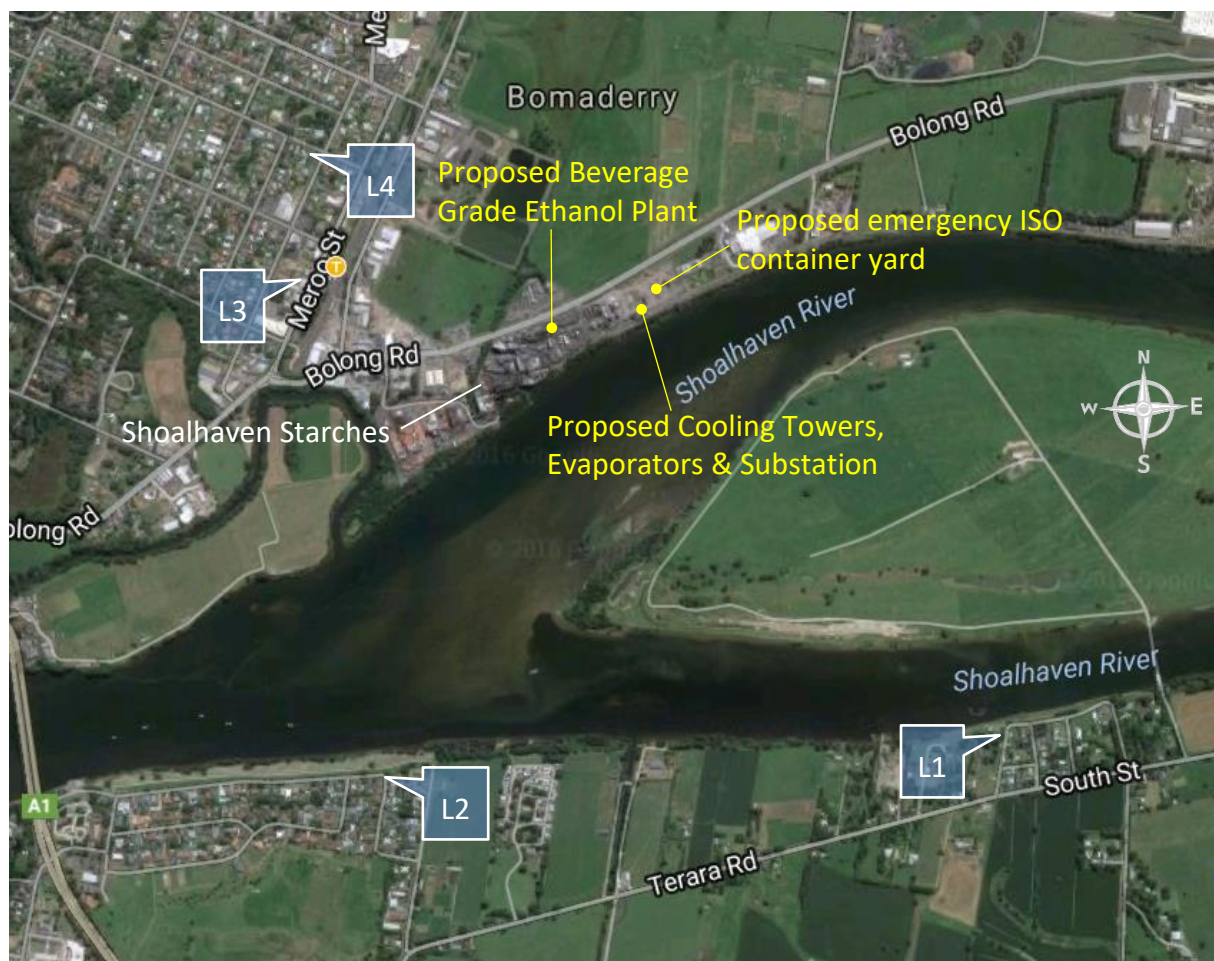 Me
Bomaderry
Bolong Rd
L4
Proposed Beverage
Grade Ethanol Plant
Proposed emergency ISO
container yard
Meroo St
T
L3
Shoalhaven River
Bolong Rd
N
W
E
S
Shoalhaven Starches
Proposed Cooling Towers,
Evaporators & Substation
olong Rd
Shoalhaven River
L1
L2
South St
A1
Terara Rd